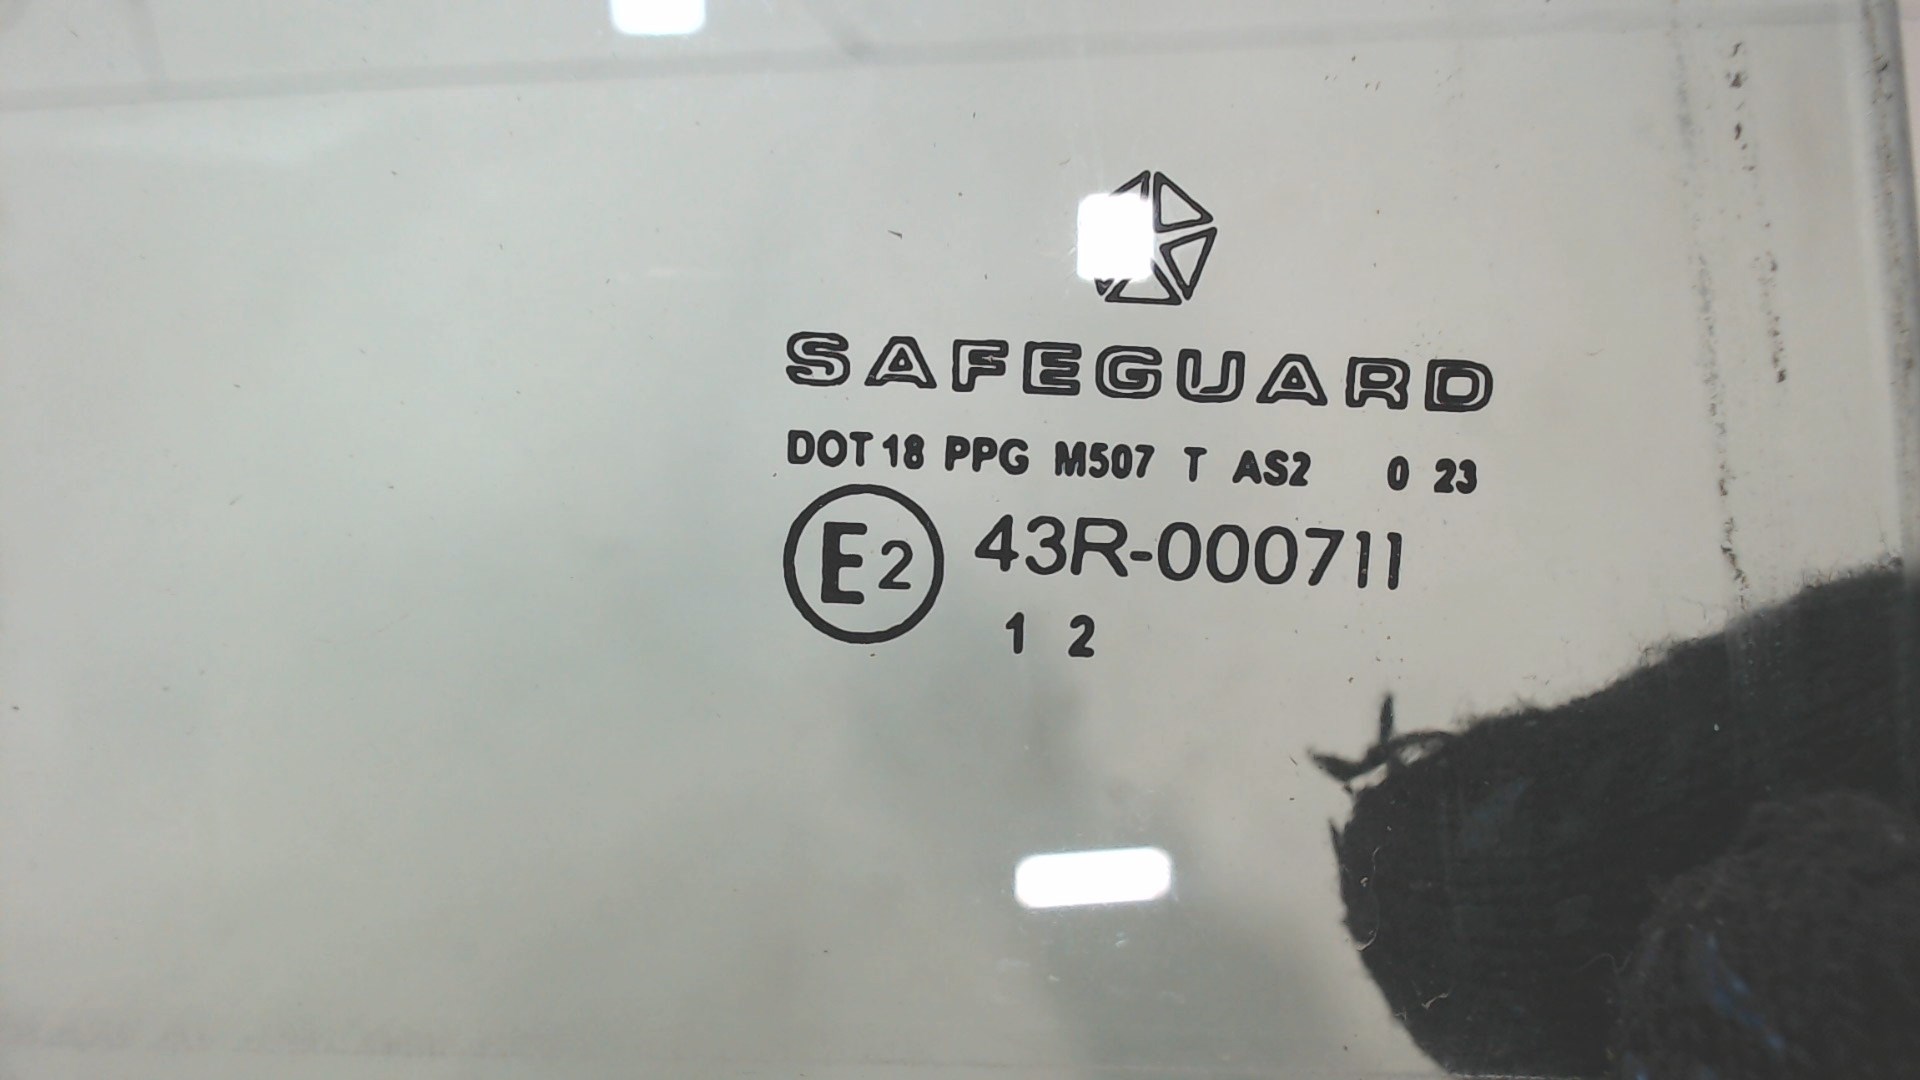 SAFEGUARD
DOT 18 PPG M507 T AS2 0 23
E2 43R-000711
1 2